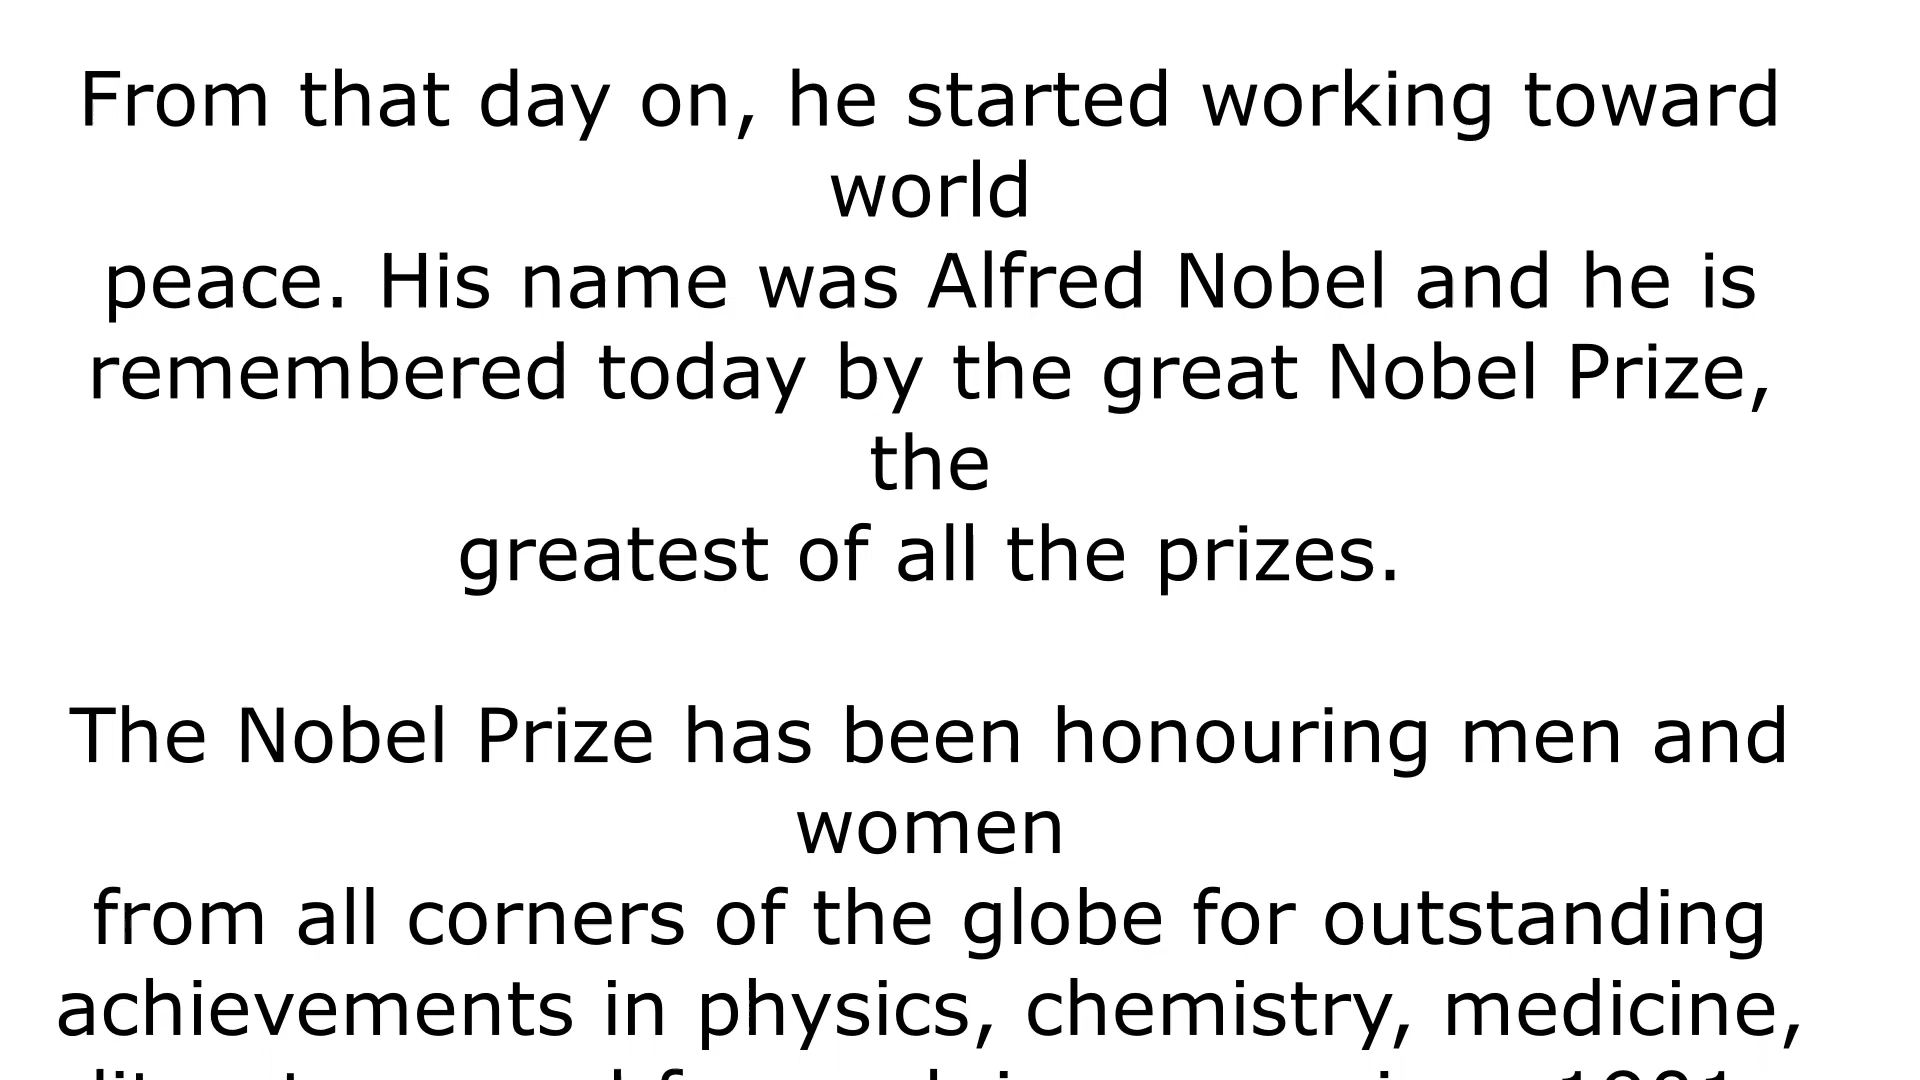 From that day on, he started working toward
world
peace. His name was Alfred Nobel and he is
remembered today by the great Nobel Prize,
the
greatest of all the prizes.
The Nobel Prize has been honouring men and
women
from all corners of the globe for outstanding
achievements in physics, chemistry, medicine,